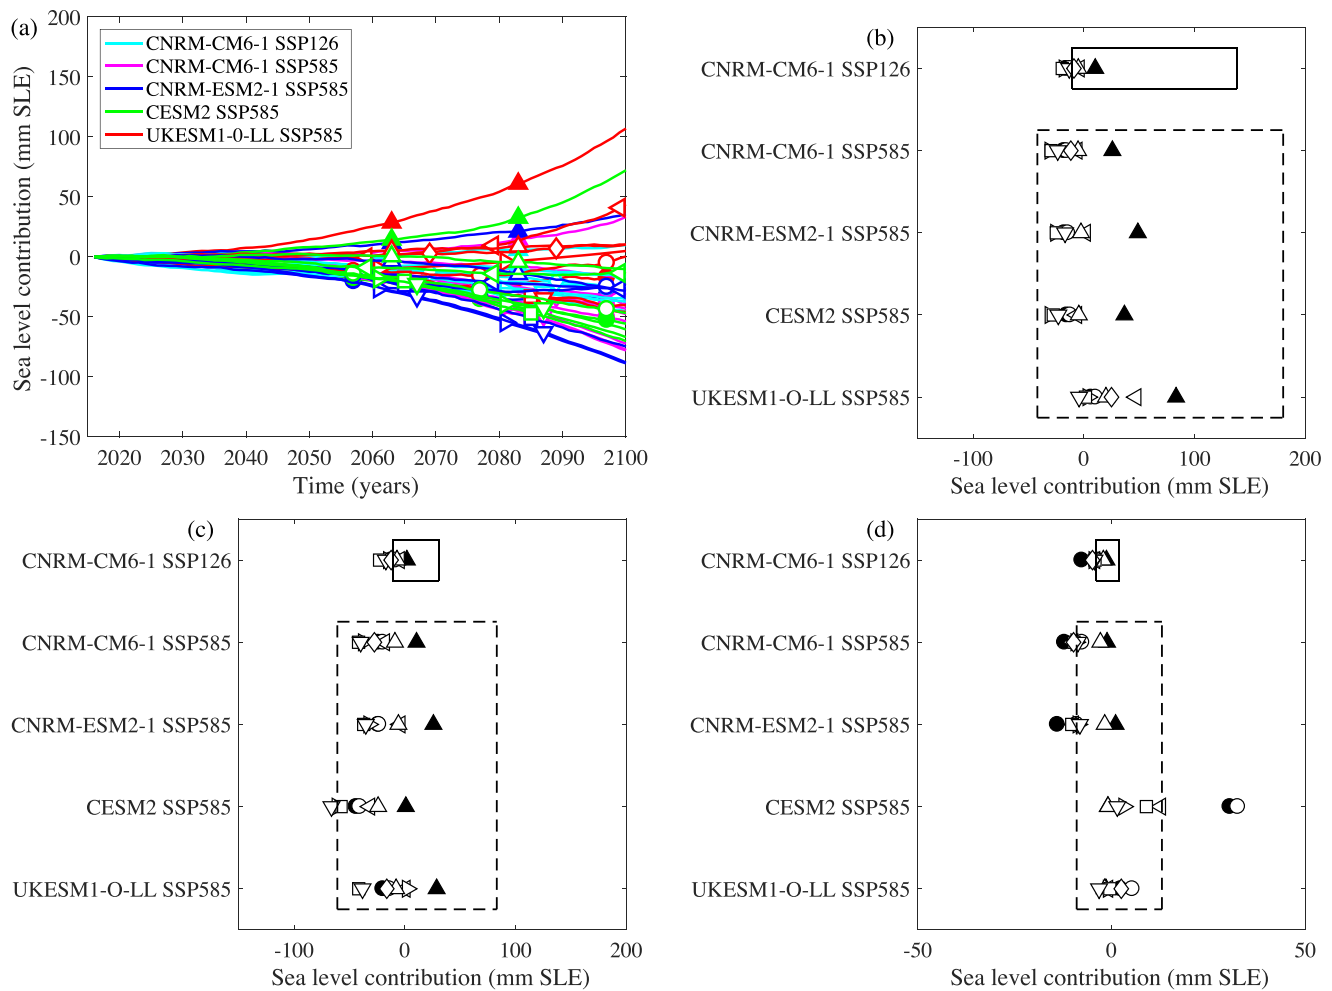 (a)
200
150
100
50
0
-50
-100
-150
Sea level contribution (mm SLE)
CNRM-CM6-1 SSP126
CNRM-CM6-1 SSP585
CNRM-ESM2-1 SSP585
CESM2 SSP585
UKESM1-0-LL SSP585
2020 2030 2040 2050 2060 2070 2080 2090 2100
Time (years)
(b)
CNRM-CM6-1 SSP126
CNRM-CM6-1 SSP585
CNRM-ESM2-1 SSP585
CESM2 SSP585
UKESM1-O-LL SSP585
-100 0 100 200
Sea level contribution (mm SLE)
(c)
CNRM-CM6-1 SSP126
CNRM-CM6-1 SSP585
CNRM-ESM2-1 SSP585
CESM2 SSP585
UKESM1-O-LL SSP585
-100 0 100 200
Sea level contribution (mm SLE)
(d)
CNRM-CM6-1 SSP126
CNRM-CM6-1 SSP585
CNRM-ESM2-1 SSP585
CESM2 SSP585
UKESM1-O-LL SSP585
-50 0 50
Sea level contribution (mm SLE)